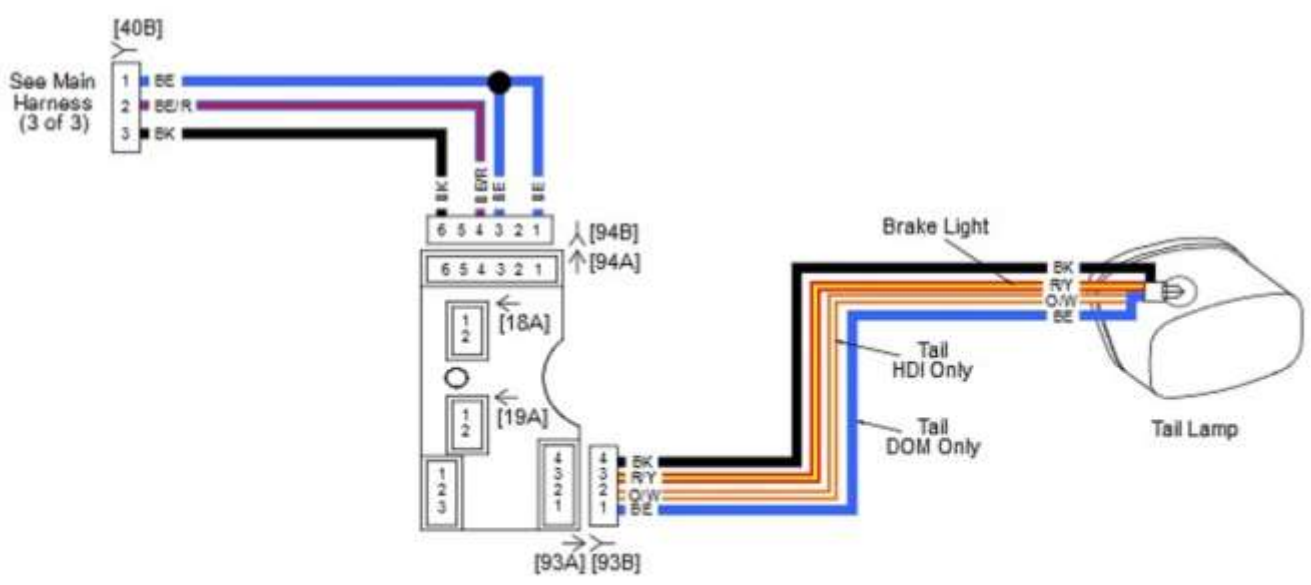 [40B]
See Main
Harness
(3 of 3)
1 BE
2 BE/R
3 BK
BK
BE/R
BE
BE
6 5 4 3 2 1
[94B]
6 5 4 3 2 1
[94A]
1
2
[18A]
1
2
[19A]
1
2
3
4
3
2
1
4 BK
3 R/Y
2 O/W
1 BE
[93A] [93B]
Brake Light
BK
R/Y
O/W
BE
Tail
HDI Only
Tail
DOM Only
Tail Lamp